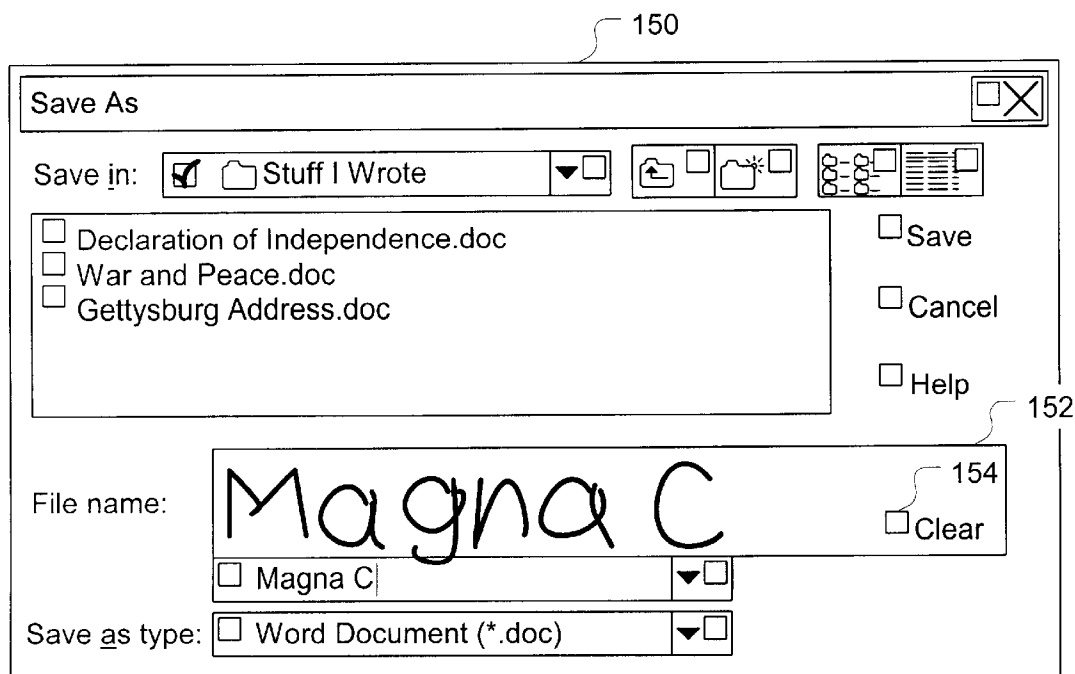 150
Save As
Save in: Stuff I Wrote
Declaration of Independence.doc
War and Peace.doc
Gettysburg Address.doc
Save
Cancel
Help
152
File name: Magna C
154
Clear
Magna C
Save as type: Word Document (*.doc)